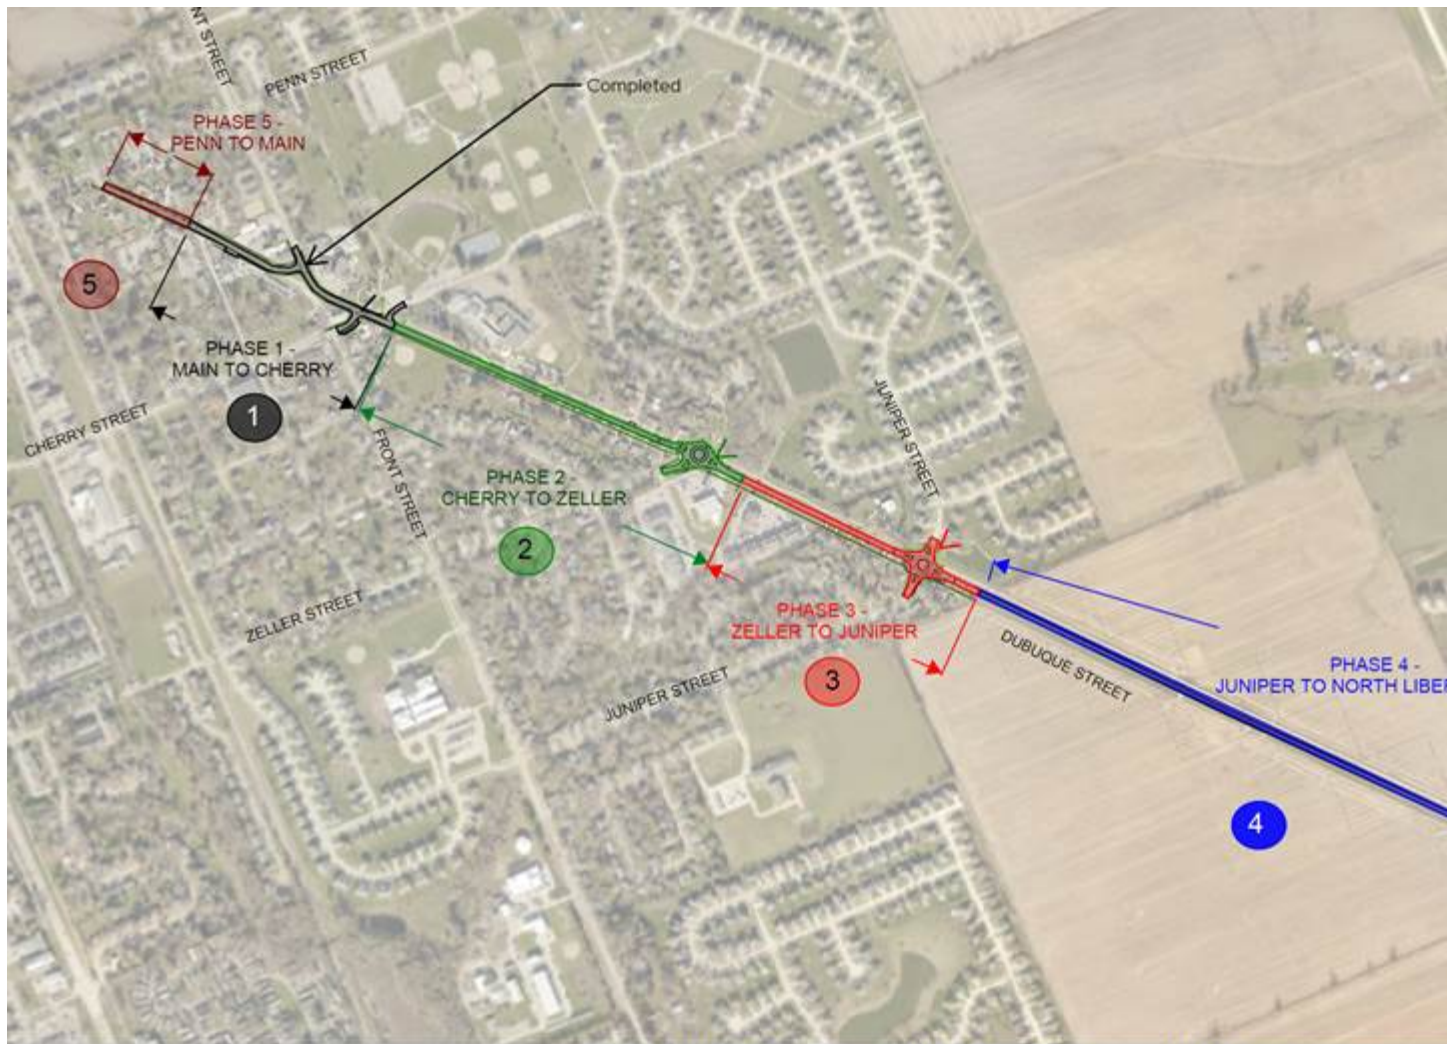 NT STREET
PENN STREET
Completed
PHASE 5 -
PENN TO MAIN
5
PHASE 1 -
MAIN TO CHERRY
1
CHERRY STREET
FRONT STREET
JUNIPER STREET
PHASE 2 -
CHERRY TO ZELLER
2
ZELLER STREET
PHASE 3 -
ZELLER TO JUNIPER
3
JUNIPER STREET
DUBUQUE STREET
PHASE 4 -
JUNIPER TO NORTH LIBER
4